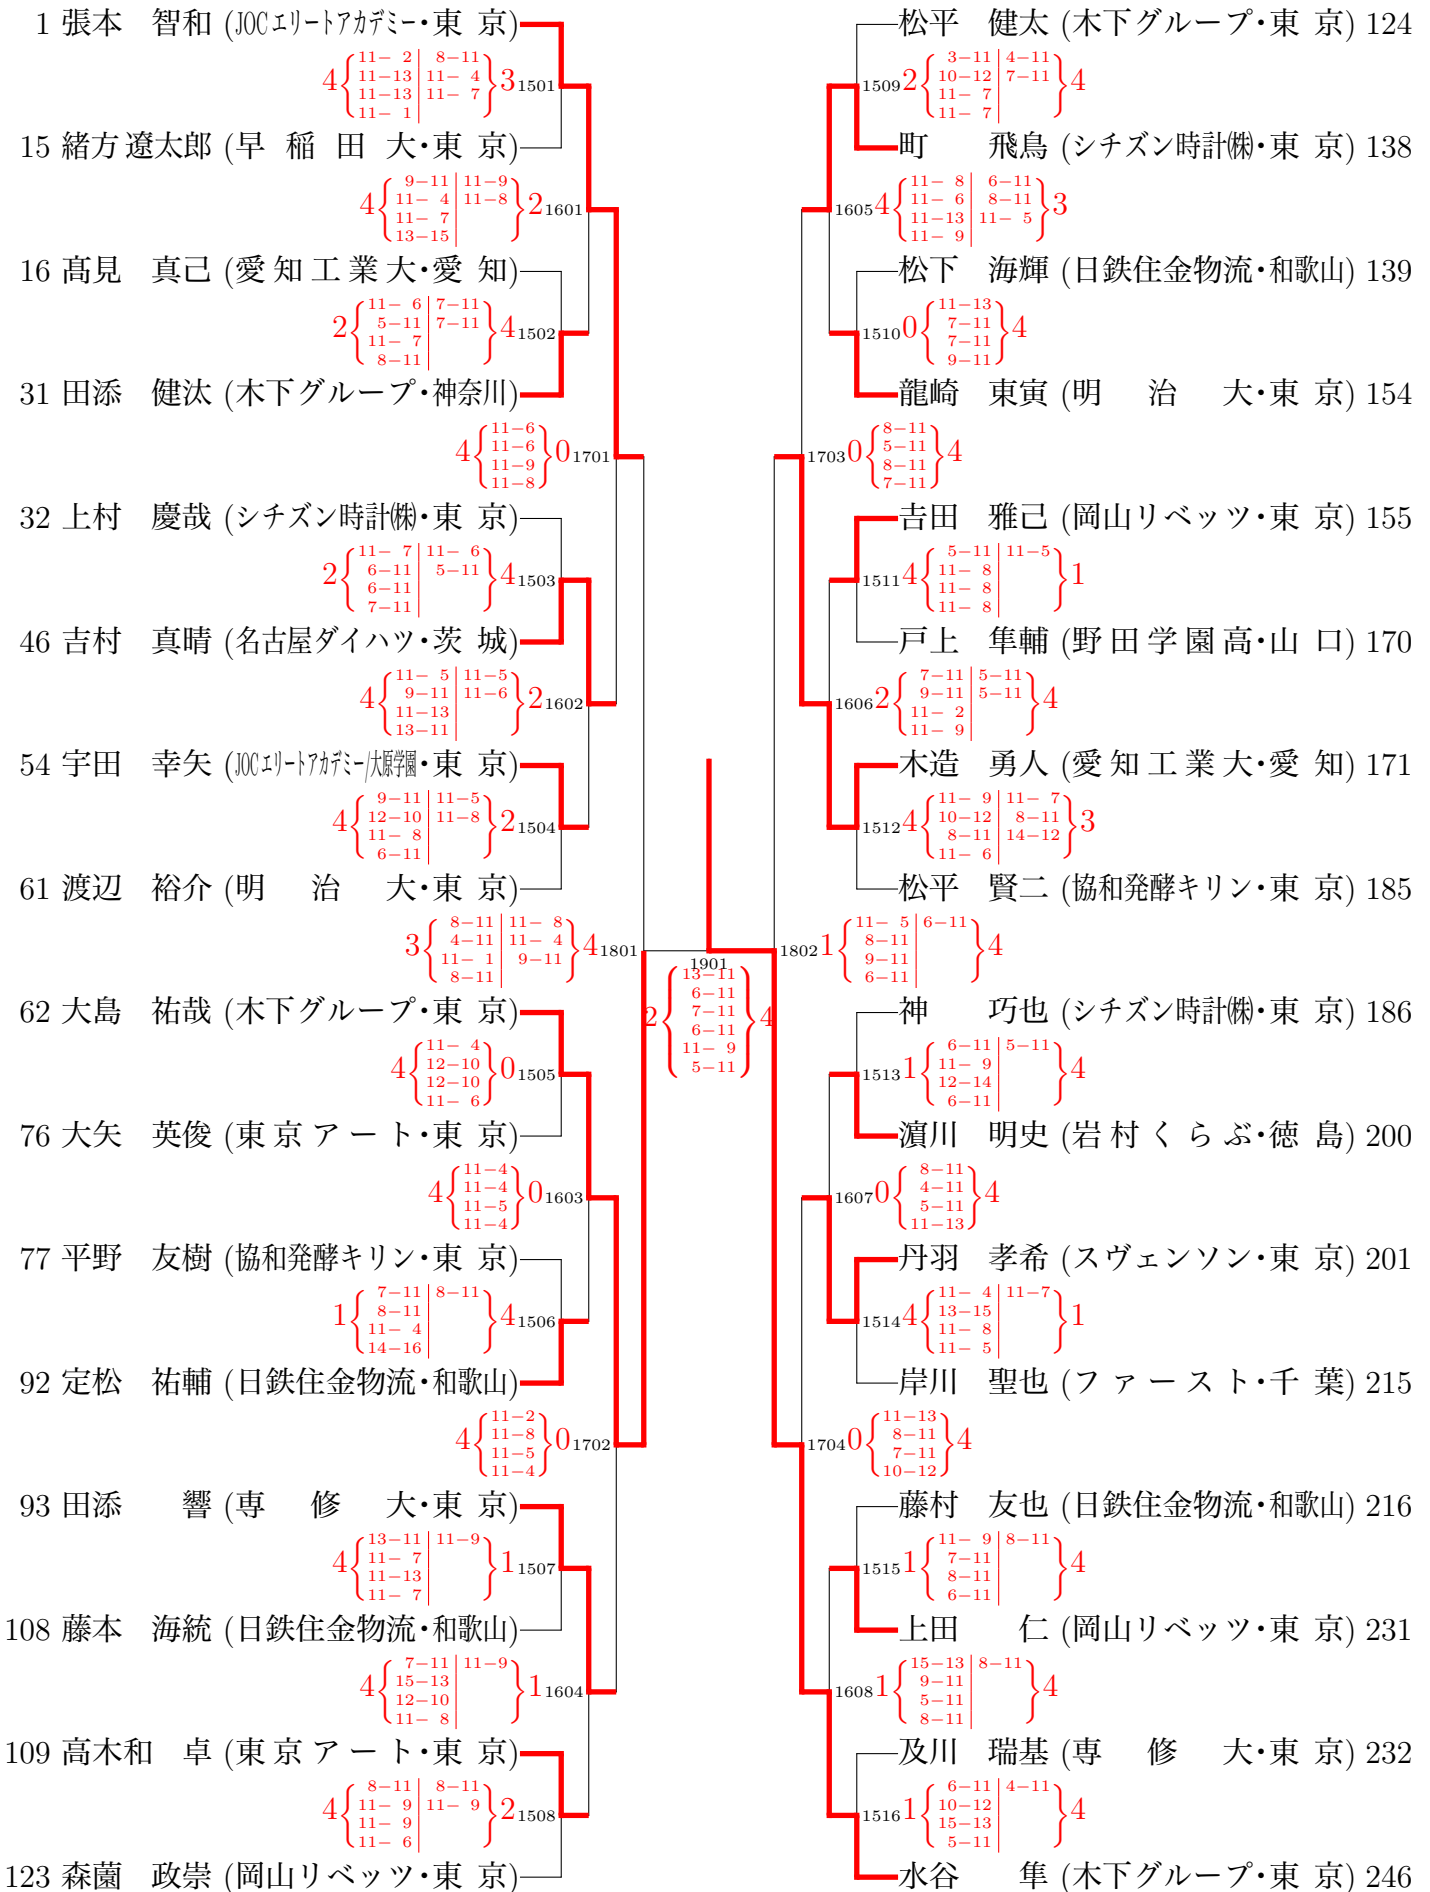 1 張本 智和 (JOCエリートアカデミー・東 京)
4 11- 2 8-11 3 1501
11-13 11- 4
11-13 11- 7
11- 1
15 緒方遼太郎 (早 稲 田 大・東 京)
4 9-11 11-9 2 1601
11- 4 11-8
11- 7
13-15
16 髙見 真己 (愛 知 工 業 大・愛 知)
2 11- 6 7-11 4 1502
5-11 7-11
11- 7
8-11
31 田添 健汰 (木下グループ・神奈川)
4 11-6 0 1701
11-6
11-9
11-8
32 上村 慶哉 (シチズン時計㈱・東 京)
2 11- 7 11- 6 4 1503
6-11 5-11
6-11
7-11
46 吉村 真晴 (名古屋ダイハツ・茨 城)
4 11- 5 11-5 2 1602
9-11 11-6
11-13
13-11
54 宇田 幸矢 (JOCエリートアカデミー/大原学園・東 京)
4 9-11 11-5 2 1504
12-10 11-8
11- 8
6-11
61 渡辺 裕介 (明 治 大・東 京)
3 8-11 11- 8 4 1801
4-11 11- 4
11- 1 9-11
8-11
62 大島 祐哉 (木下グループ・東 京)
4 11- 4 0 1505
12-10
12-10
11- 6
76 大矢 英俊 (東 京 ア ー ト・東 京)
4 11-4 0 1603
11-4
11-5
11-4
77 平野 友樹 (協和発酵キリン・東 京)
1 7-11 8-11 4 1506
8-11
11- 4
14-16
92 定松 祐輔 (日鉄住金物流・和歌山)
4 11-2 0 1702
11-8
11-5
11-4
93 田添 響 (専 修 大・東 京)
4 13-11 11-9 1 1507
11- 7
11-13
11- 7
108 藤本 海統 (日鉄住金物流・和歌山)
4 7-11 11-9 1 1604
15-13
12-10
11- 8
109 高木和 卓 (東 京 ア ー ト・東 京)
4 8-11 8-11 2 1508
11- 9 11- 9
11- 9
11- 6
123 森薗 政崇 (岡山リベッツ・東 京)
1901
2 13-11 4
6-11
7-11
6-11
11- 9
5-11
松平 健太 (木下グループ・東 京) 124
1509 2 3-11 4-11 4
10-12 7-11
11- 7
11- 7
町 飛鳥 (シチズン時計㈱・東 京) 138
1605 4 11- 8 6-11 3
11- 6 8-11
11-13 11- 5
11- 9
松下 海輝 (日鉄住金物流・和歌山) 139
1510 0 11-13 4
7-11
7-11
9-11
龍崎 東寅 (明 治 大・東 京) 154
1703 0 8-11 4
5-11
8-11
7-11
𠮷田 雅己 (岡山リベッツ・東 京) 155
1511 4 5-11 11-5 1
11- 8
11- 8
11- 8
戸上 隼輔 (野 田 学 園 高・山 口) 170
1606 2 7-11 5-11 4
9-11 5-11
11- 2
11- 9
木造 勇人 (愛 知 工 業 大・愛 知) 171
1512 4 11- 9 11- 7 3
10-12 8-11
8-11 14-12
11- 6
松平 賢二 (協和発酵キリン・東 京) 185
1802 1 11- 5 6-11 4
8-11
9-11
6-11
神 巧也 (シチズン時計㈱・東 京) 186
1513 1 6-11 5-11 4
11- 9
12-14
6-11
濵川 明史 (岩 村 く ら ぶ・徳 島) 200
1607 0 8-11 4
4-11
5-11
11-13
丹羽 孝希 (スヴェンソン・東 京) 201
1514 4 11- 4 11-7 1
13-15
11- 8
11- 5
岸川 聖也 (フ ァ ー ス ト・千 葉) 215
1704 0 11-13 4
8-11
7-11
10-12
藤村 友也 (日鉄住金物流・和歌山) 216
1515 1 11- 9 8-11 4
7-11
8-11
6-11
上田 仁 (岡山リベッツ・東 京) 231
1608 1 15-13 8-11 4
9-11
5-11
8-11
及川 瑞基 (専 修 大・東 京) 232
1516 1 6-11 4-11 4
10-12
15-13
5-11
水谷 隼 (木下グループ・東 京) 246